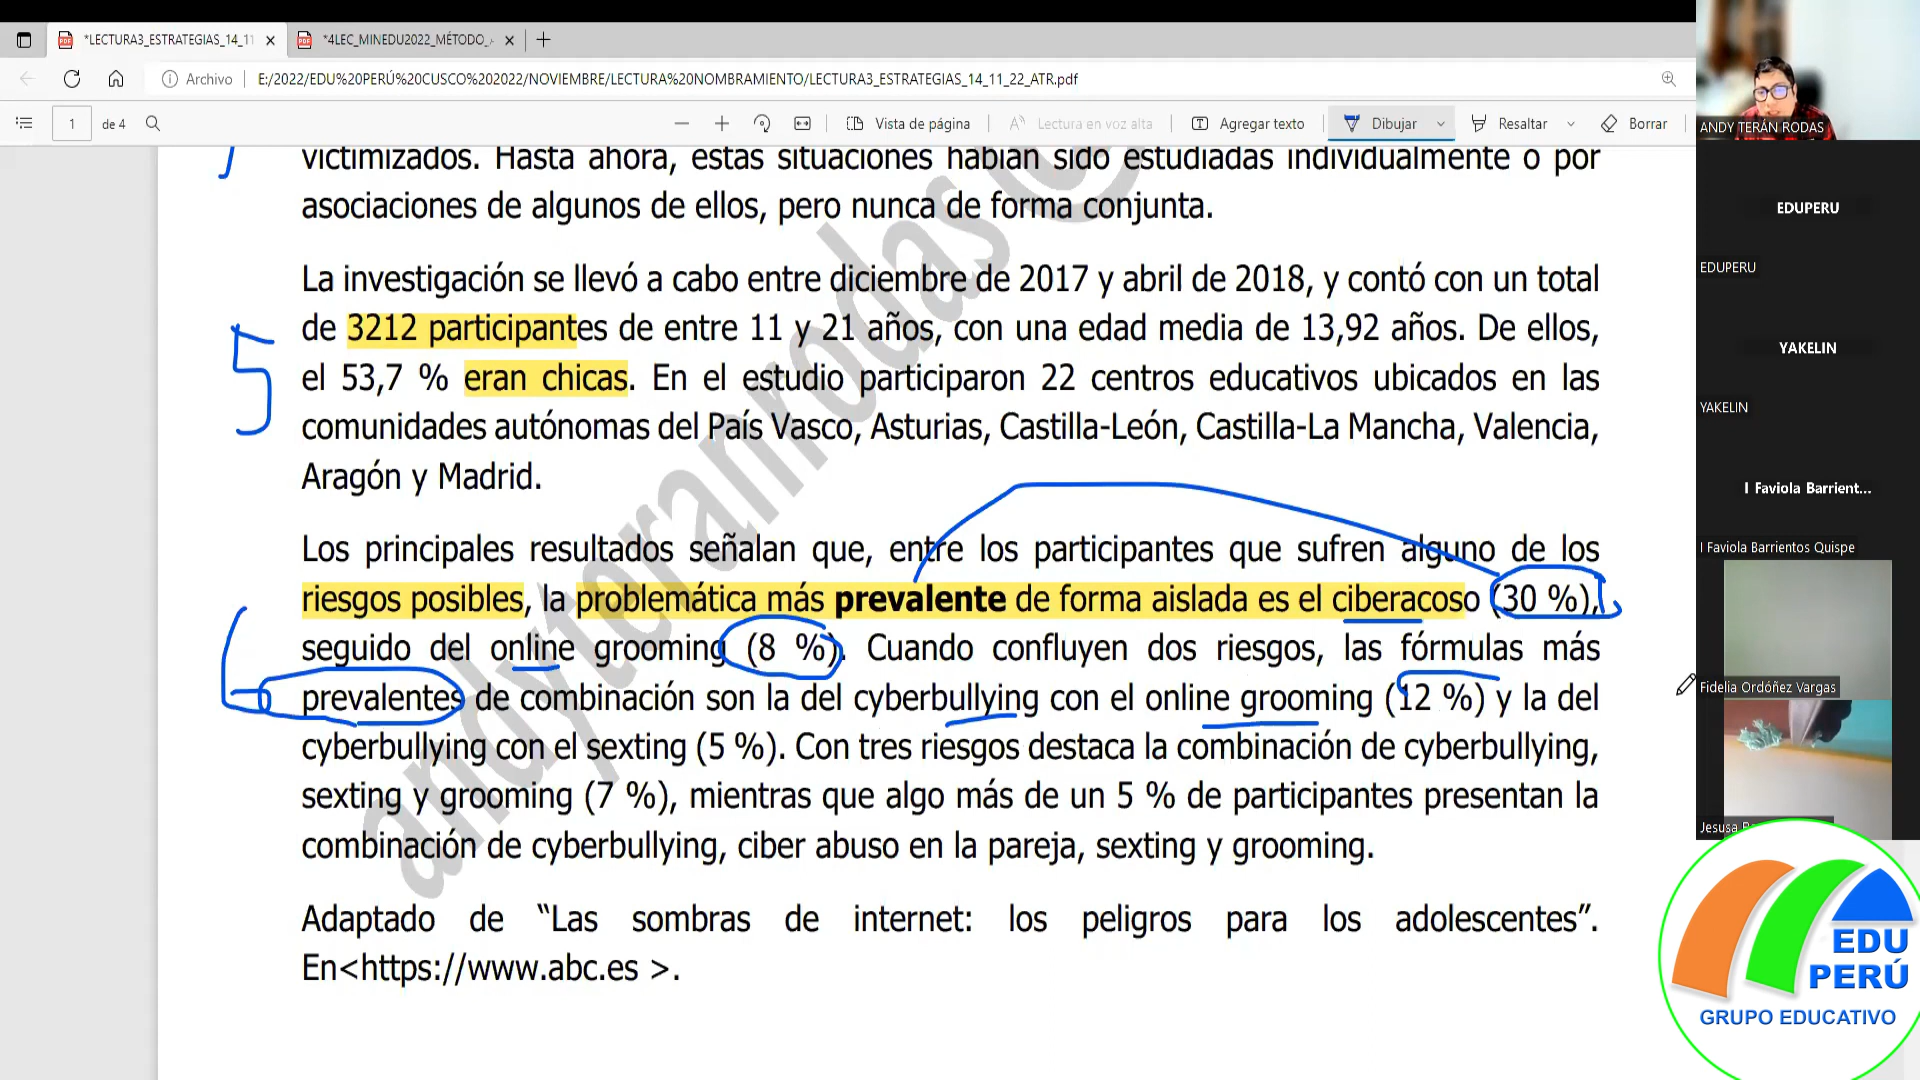 *LECTURA3_ESTRATEGIAS_14_11
*4LEC_MINEDU2022_MÉTODO_
Archivo
E:/2022/EDU%20PERÚ%20CUSCO%202022/NOVIEMBRE/LECTURA%20NOMBRAMIENTO/LECTURA3_ESTRATEGIAS_14_11_22_ATR.pdf
1 de 4
Vista de página
Lectura en voz alta
Agregar texto
Dibujar
Resaltar
Borrar
victimizados. Hasta ahora, estas situaciones habían sido estudiadas individualmente o por
asociaciones de algunos de ellos, pero nunca de forma conjunta.
La investigación se llevó a cabo entre diciembre de 2017 y abril de 2018, y contó con un total
de 3212 participantes de entre 11 y 21 años, con una edad media de 13,92 años. De ellos,
5
el 53,7 % eran chicas. En el estudio participaron 22 centros educativos ubicados en las
comunidades autónomas del País Vasco, Asturias, Castilla-León, Castilla-La Mancha, Valencia,
Aragón y Madrid.
Los principales resultados señalan que, entre los participantes que sufren alguno de los
riesgos posibles, la problemática más prevalente de forma aislada es el ciberacoso (30 %),
seguido del online grooming (8 %). Cuando confluyen dos riesgos, las fórmulas más
prevalentes de combinación son la del cyberbullying con el online grooming (12 %) y la del
cyberbullying con el sexting (5 %). Con tres riesgos destaca la combinación de cyberbullying,
sexting y grooming (7 %), mientras que algo más de un 5 % de participantes presentan la
combinación de cyberbullying, ciber abuso en la pareja, sexting y grooming.
Adaptado de “Las sombras de internet: los peligros para los adolescentes”.
En<https://www.abc.es >.
andyteranrodas@
ANDY TERÁN RODAS
EDUPERU
EDUPERU
YAKELIN
YAKELIN
I Faviola Barrient...
I Faviola Barrientos Quispe
Fidelia Ordóñez Vargas
Jesusa
EDU
PERÚ
GRUPO EDUCATIVO